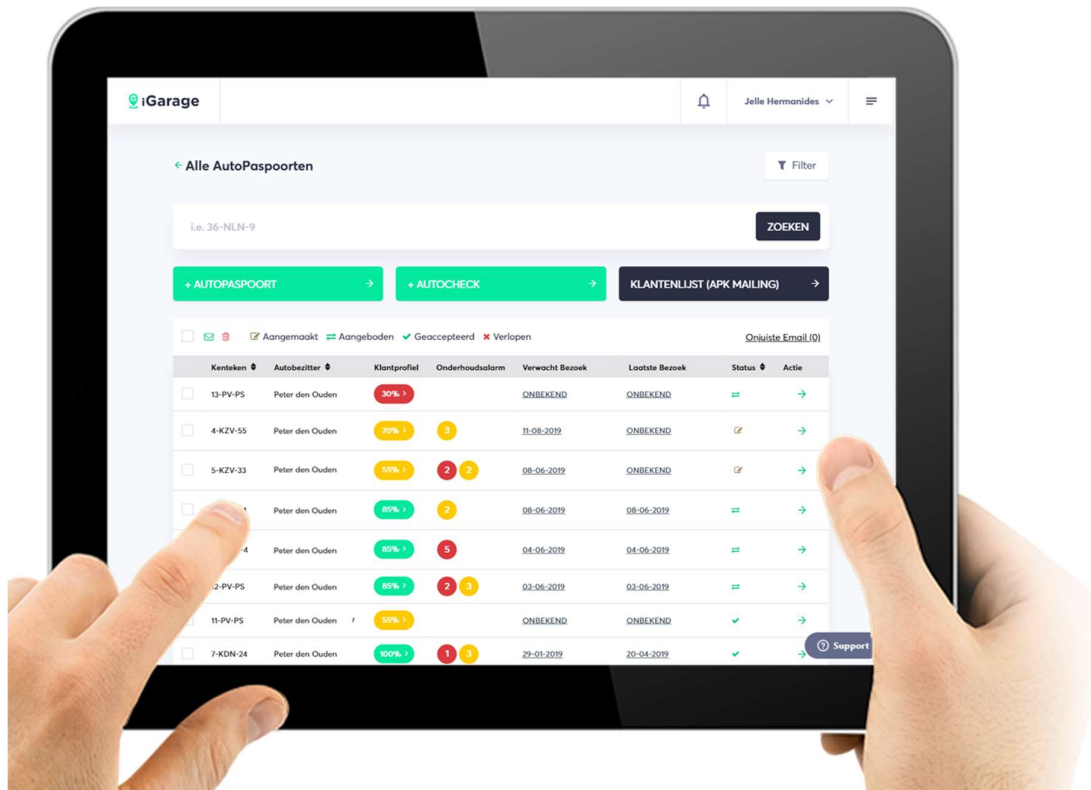 iGarage
Jelle Hermanides
Alle AutoPaspoorten
Filter
i.e. 36-NLN-9
ZOEKEN
+ AUTOPASPOORT
+ AUTOCHECK
KLANTENLIJST (APK MAILING)
Aangemaakt Aangeboden Geaccepteerd Verlopen
Onjuiste Email (0)
Kenteken Autobezitter Klantprofiel Onderhoudsalarm Verwacht Bezoek Laatste Bezoek Status Actie
13-PV-PS Peter den Ouden 30% > ONBEKEND ONBEKEND
4-KZV-55 Peter den Ouden 70% > 3 11-08-2019 ONBEKEND
5-KZV-33 Peter den Ouden 55% > 2 2 08-06-2019 ONBEKEND
Peter den Ouden 85% > 2 08-06-2019 08-06-2019
Peter den Ouden 85% > 5 04-06-2019 04-06-2019
2-PV-PS Peter den Ouden 85% > 2 3 03-06-2019 03-06-2019
11-PV-PS Peter den Ouden 55% > ONBEKEND ONBEKEND
7-KDN-24 Peter den Ouden 100% > 1 3 29-01-2019 20-04-2019
Support